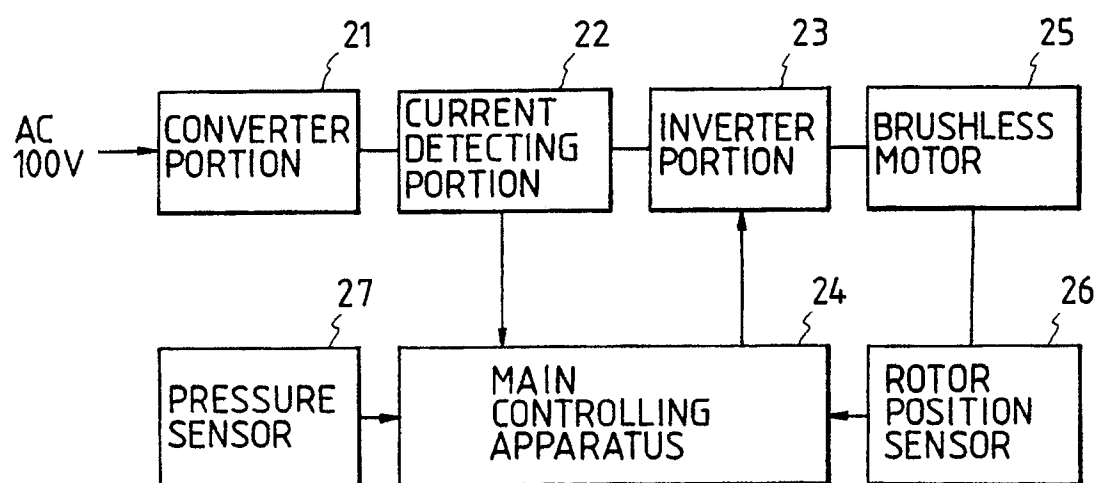 21
22
23
25
AC
100V
CONVERTER
PORTION
CURRENT
DETECTING
PORTION
INVERTER
PORTION
BRUSHLESS
MOTOR
27
24
26
PRESSURE
SENSOR
MAIN
CONTROLLING
APPARATUS
ROTOR
POSITION
SENSOR